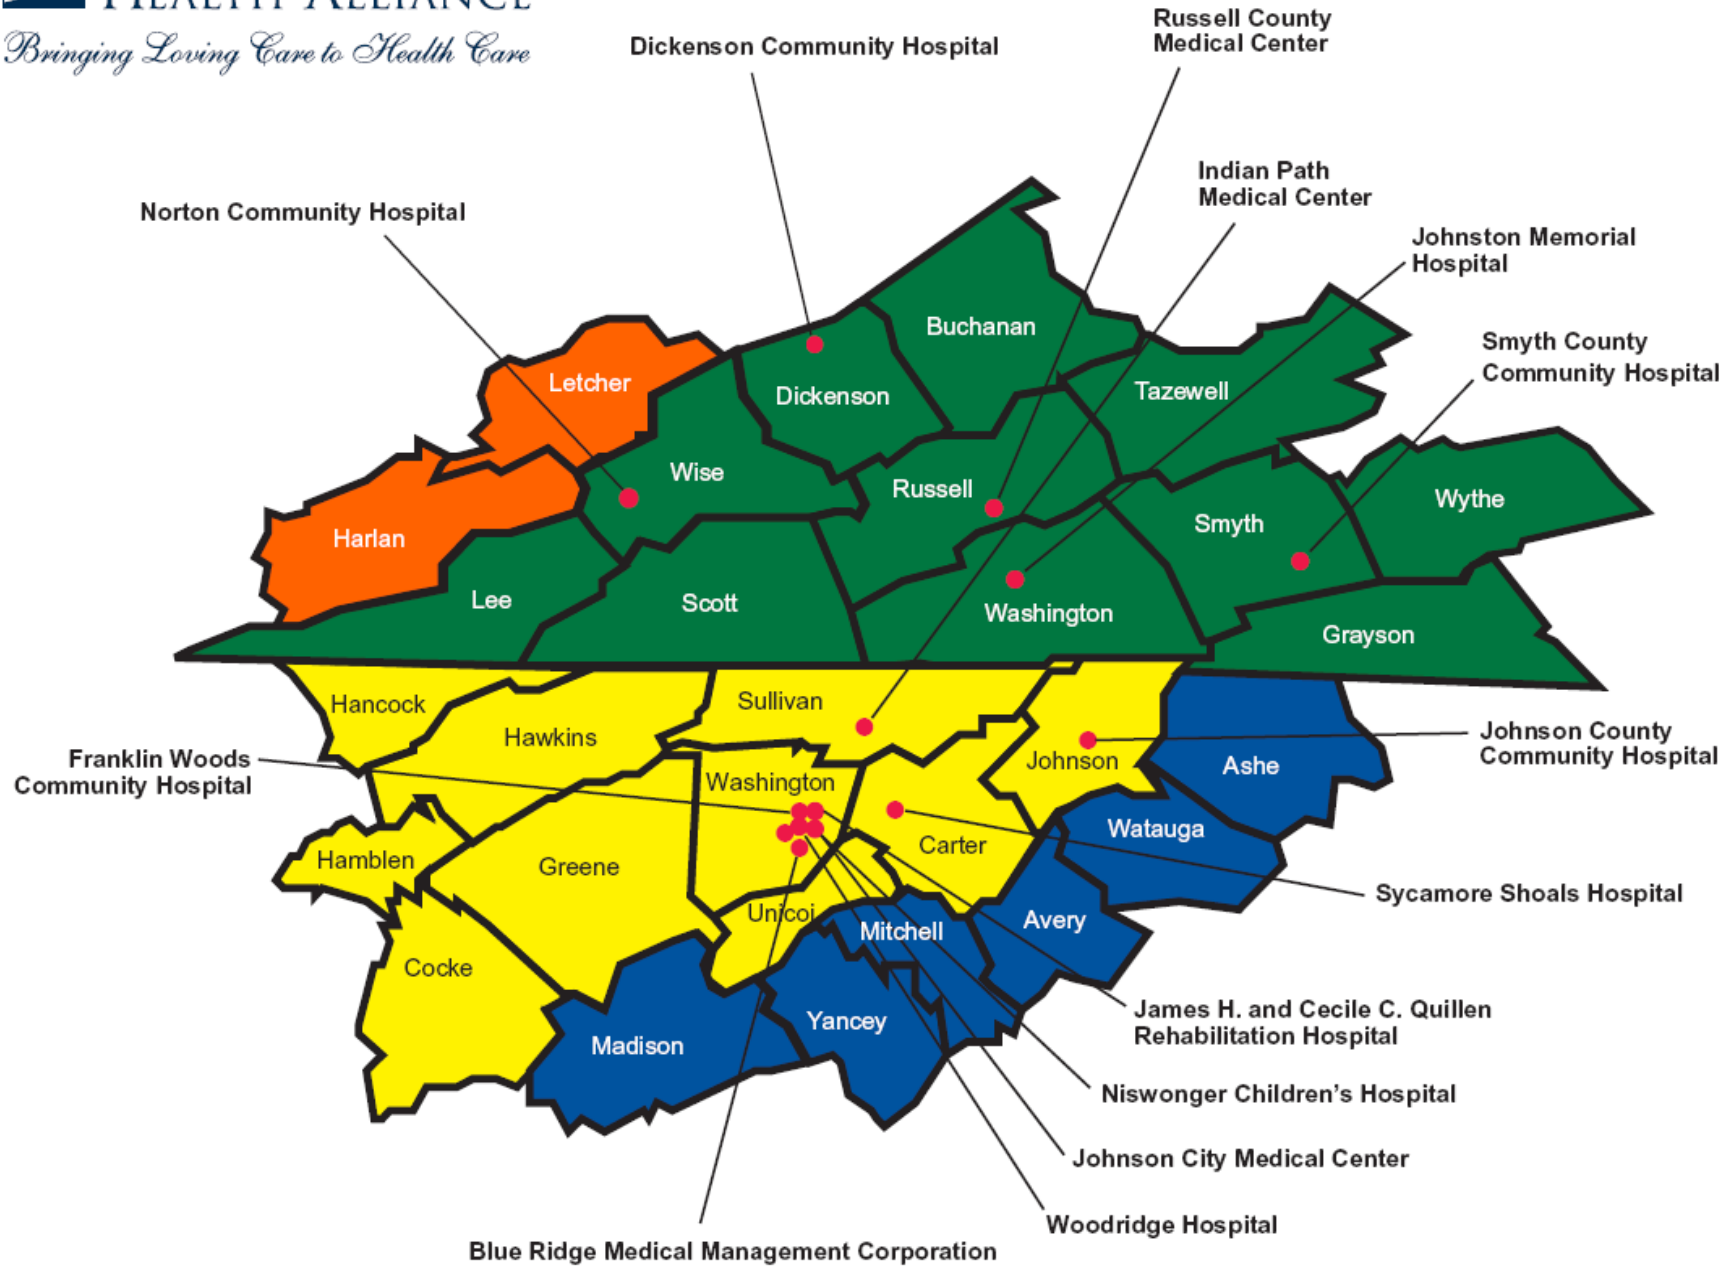 HEALTH ALLIANCE
Bringing Loving Care to Health Care
Dickenson Community Hospital
Russell County
Medical Center
Indian Path
Medical Center
Norton Community Hospital
Johnston Memorial
Hospital
Smyth County
Community Hospital
Buchanan
Letcher
Dickenson
Tazewell
Wise
Russell
Wythe
Smyth
Harlan
Lee
Scott
Washington
Grayson
Hancock
Sullivan
Hawkins
Johnson County
Community Hospital
Franklin Woods
Community Hospital
Washington
Johnson
Ashe
Watauga
Hamblen
Greene
Carter
Sycamore Shoals Hospital
Unicoi
Mitchell
Avery
Cocke
James H. and Cecile C. Quillen
Rehabilitation Hospital
Yancey
Madison
Niswonger Children's Hospital
Johnson City Medical Center
Woodridge Hospital
Blue Ridge Medical Management Corporation